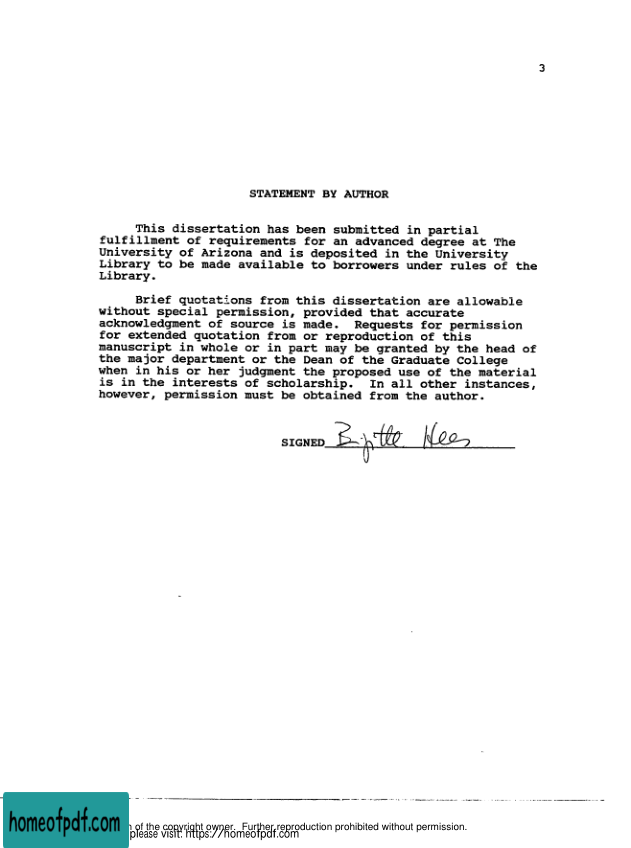 3
STATEMENT BY AUTHOR
This dissertation has been submitted in partial
fulfillment of requirements for an advanced degree at The
University of Arizona and is deposited in the University
Library to be made available to borrowers under rules of the
Library.
Brief quotations from this dissertation are allowable
without special permission, provided that accurate
acknowledgment of source is made. Requests for permission
for extended quotation from or reproduction of this
manuscript in whole or in part may be granted by the head of
the major department or the Dean of the Graduate College
when in his or her judgment the proposed use of the material
is in the interests of scholarship. In all other instances,
however, permission must be obtained from the author.
SIGNED Birgitte Hees
homeofpdf.com
of the copyright owner. Further reproduction prohibited without permission.
please visit: https://homeofpdf.com